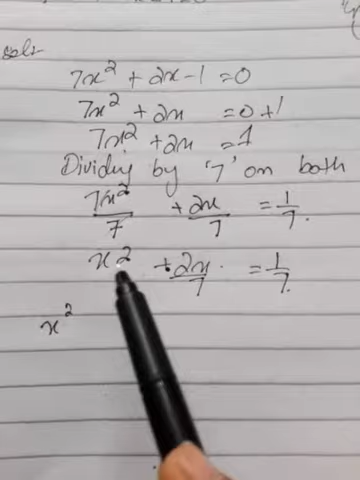 soln
7x² + 2x - 1 = 0
7x² + 2x = 0 + 1
7x² + 2x = 1
Dividing by '7' on both
7x²/7 + 2x/7 = 1/7.
x² + 2x/7 = 1/7.
x²